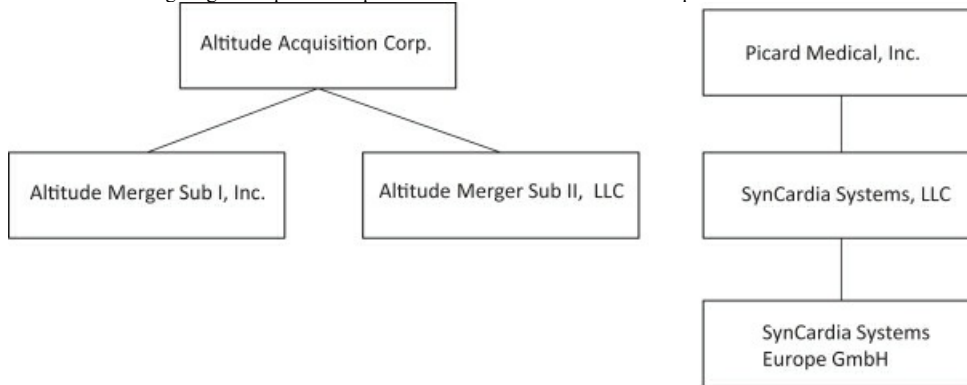 Altitude Acquisition Corp.
Picard Medical, Inc.
Altitude Merger Sub I, Inc.
Altitude Merger Sub II, LLC
SynCardia Systems, LLC
SynCardia Systems
Europe GmbH